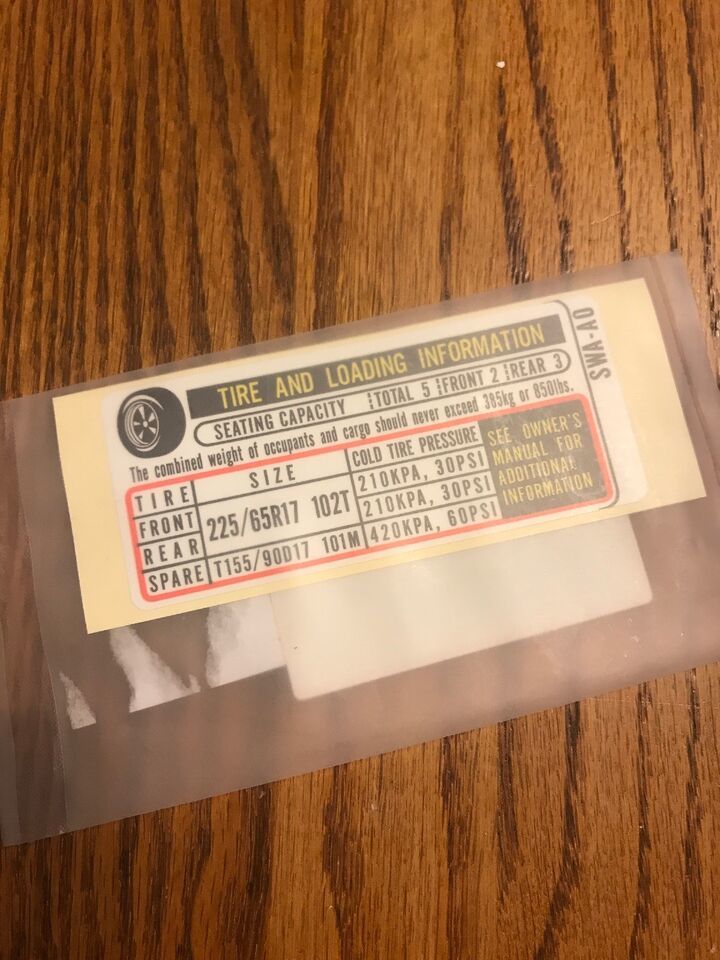 TIRE AND LOADING INFORMATION
SEATING CAPACITY TOTAL 5 FRONT 2 REAR 3
The combined weight of occupants and cargo should never exceed 385kg or 850lbs.
TIRE SIZE COLD TIRE PRESSURE
FRONT 225/65R17 102T 210KPA, 30PSI
REAR 210KPA, 30PSI
SPARE T155/90D17 101M 420KPA, 60PSI
SEE OWNER'S
MANUAL FOR
ADDITIONAL
INFORMATION
SWA-A0